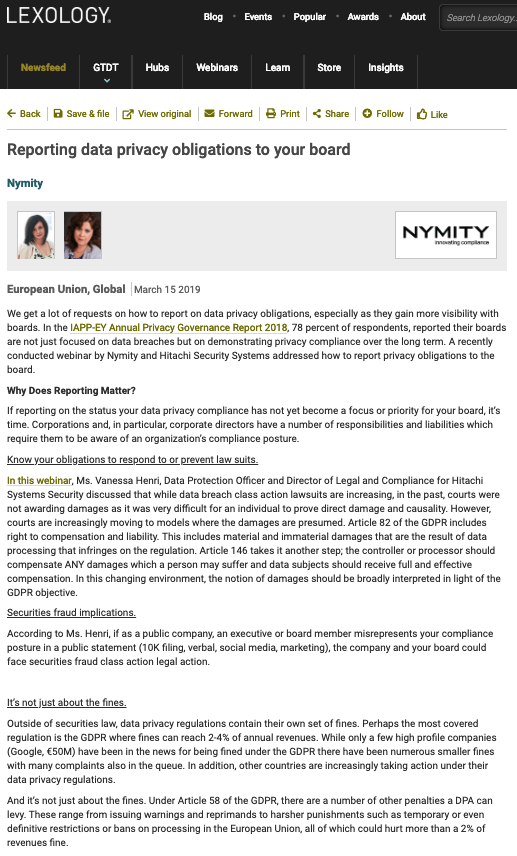 LEXOLOGY.
Blog • Events • Popular • Awards • About
Search Lexology.
Newsfeed GTDT Hubs Webinars Learn Store Insights
Back Save & file View original Forward Print Share Follow Like
Reporting data privacy obligations to your board
Nymity
NYMITY
innovating compliance
European Union, Global March 15 2019
We get a lot of requests on how to report on data privacy obligations, especially as they gain more visibility with
boards. In the IAPP-EY Annual Privacy Governance Report 2018, 78 percent of respondents, reported their boards
are not just focused on data breaches but on demonstrating privacy compliance over the long term. A recently
conducted webinar by Nymity and Hitachi Security Systems addressed how to report privacy obligations to the
board.
Why Does Reporting Matter?
If reporting on the status your data privacy compliance has not yet become a focus or priority for your board, it's
time. Corporations and, in particular, corporate directors have a number of responsibilities and liabilities which
require them to be aware of an organization's compliance posture.
Know your obligations to respond to or prevent law suits.
In this webinar, Ms. Vanessa Henri, Data Protection Officer and Director of Legal and Compliance for Hitachi
Systems Security discussed that while data breach class action lawsuits are increasing, in the past, courts were
not awarding damages as it was very difficult for an individual to prove direct damage and causality. However,
courts are increasingly moving to models where the damages are presumed. Article 82 of the GDPR includes
right to compensation and liability. This includes material and immaterial damages that are the result of data
processing that infringes on the regulation. Article 146 takes it another step; the controller or processor should
compensate ANY damages which a person may suffer and data subjects should receive full and effective
compensation. In this changing environment, the notion of damages should be broadly interpreted in light of the
GDPR objective.
Securities fraud implications.
According to Ms. Henri, if as a public company, an executive or board member misrepresents your compliance
posture in a public statement (10K filing, verbal, social media, marketing), the company and your board could
face securities fraud class action legal action.
It's not just about the fines.
Outside of securities law, data privacy regulations contain their own set of fines. Perhaps the most covered
regulation is the GDPR where fines can reach 2-4% of annual revenues. While only a few high profile companies
(Google, €50M) have been in the news for being fined under the GDPR there have been numerous smaller fines
with many complaints also in the queue. In addition, other countries are increasingly taking action under their
data privacy regulations.
And it's not just about the fines. Under Article 58 of the GDPR, there are a number of other penalties a DPA can
levy. These range from issuing warnings and reprimands to harsher punishments such as temporary or even
definitive restrictions or bans on processing in the European Union, all of which could hurt more than a 2% of
revenues fine.